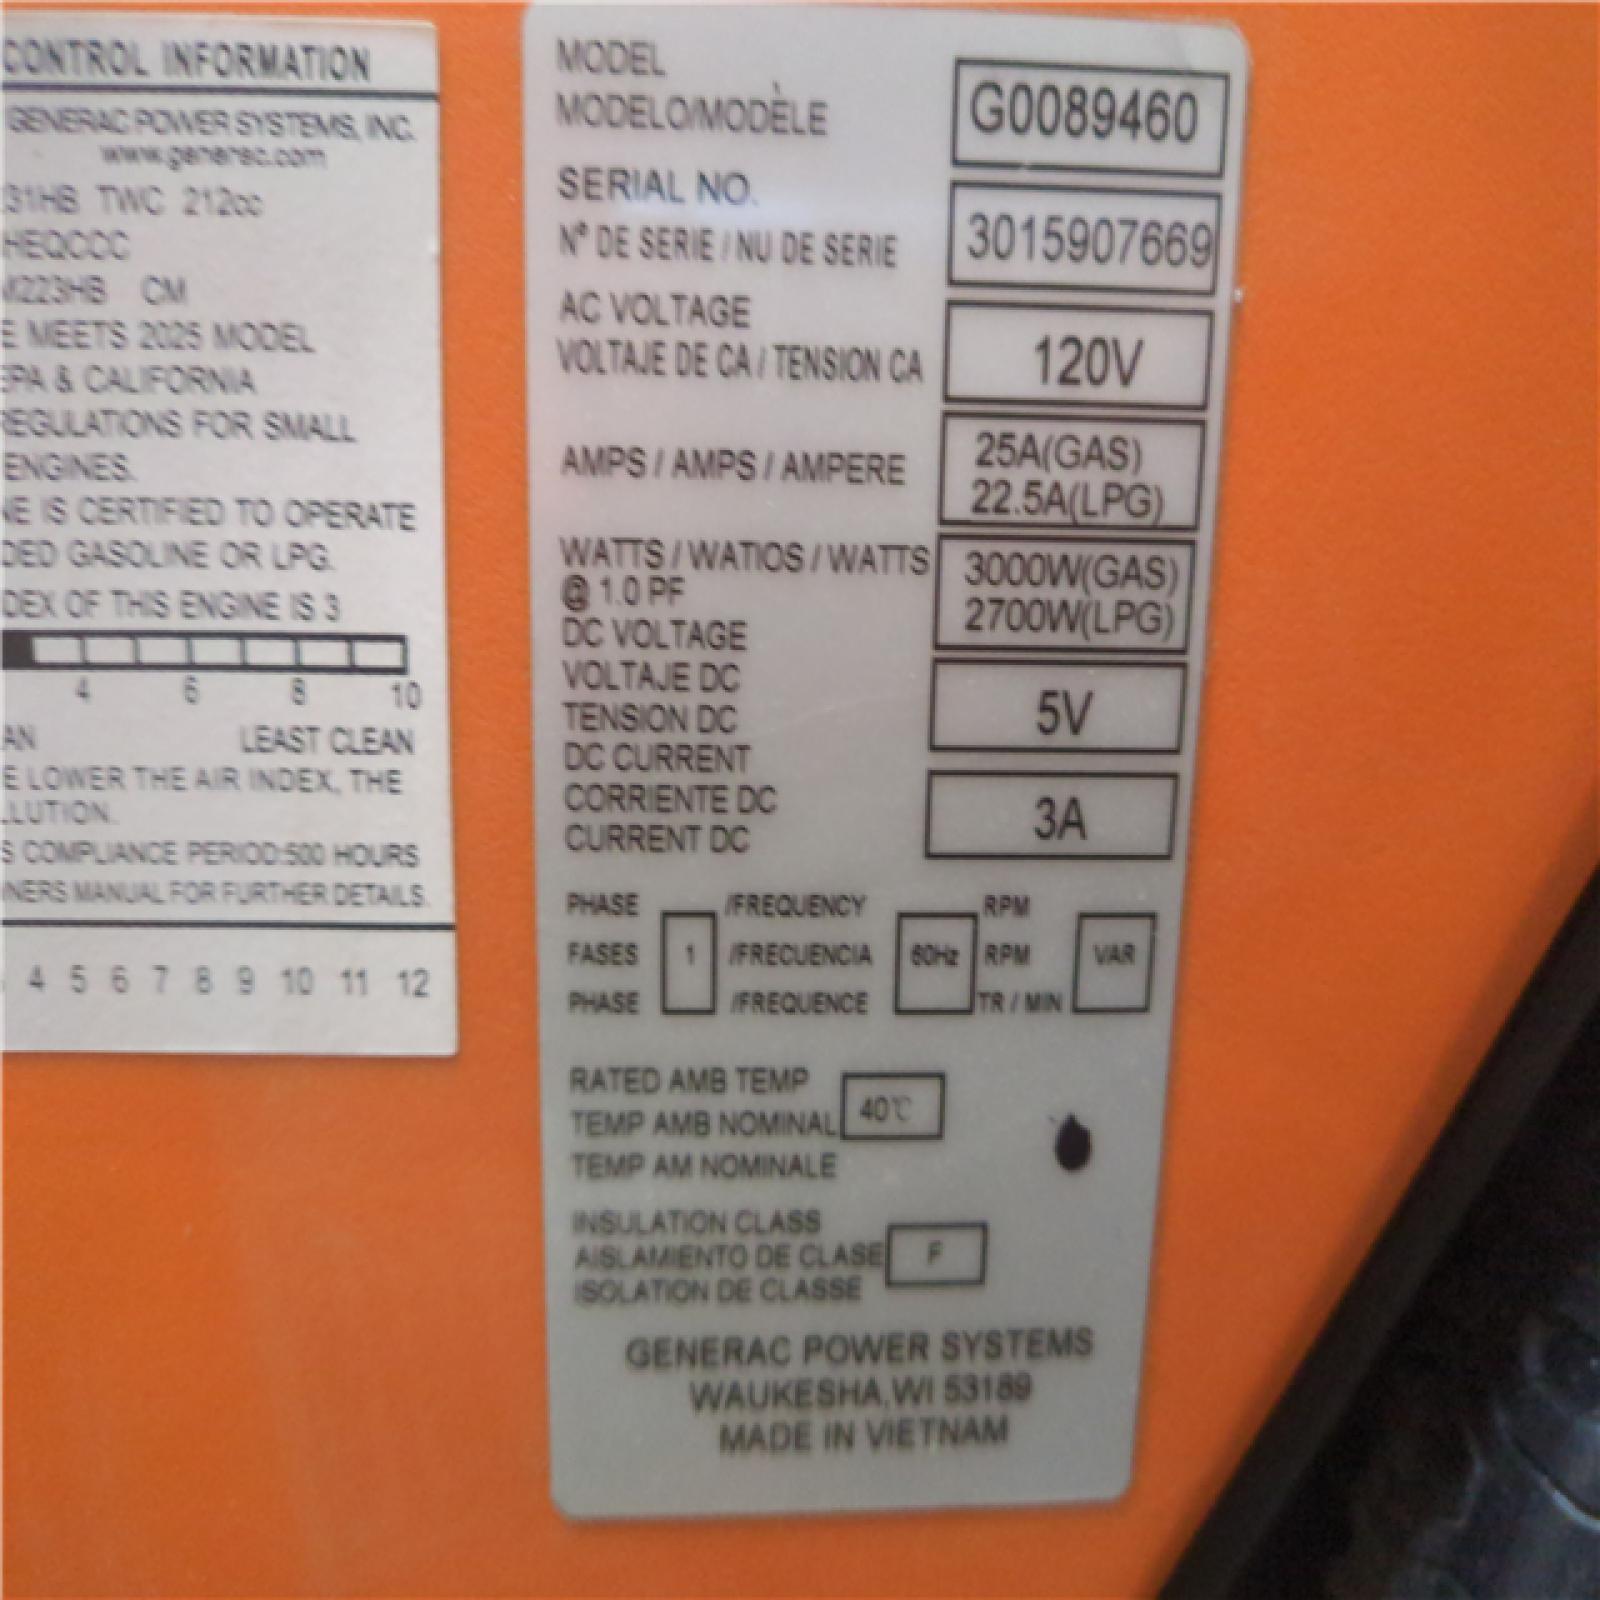 CONTROL INFORMATION
GENERAC POWER SYSTEMS, INC.
www.generac.com
31HB TWC 212cc
HEQCCC
M223HB CM
E MEETS 2025 MODEL
EPA & CALIFORNIA
REGULATIONS FOR SMALL
ENGINES.
NE IS CERTIFIED TO OPERATE
DED GASOLINE OR LPG.
DEX OF THIS ENGINE IS 3
4 6 8 10
AN LEAST CLEAN
E LOWER THE AIR INDEX, THE
LLUTION.
S COMPLIANCE PERIOD:500 HOURS
NERS MANUAL FOR FURTHER DETAILS.
4 5 6 7 8 9 10 11 12
MODEL
MODELO/MODÈLE G0089460
SERIAL NO.
N° DE SERIE / NU DE SERIE 3015907669
AC VOLTAGE
VOLTAJE DE CA / TENSION CA 120V
AMPS / AMPS / AMPERE 25A(GAS)
22.5A(LPG)
WATTS / WATIOS / WATTS 3000W(GAS)
@ 1.0 PF 2700W(LPG)
DC VOLTAGE
VOLTAJE DC
TENSION DC 5V
DC CURRENT
CORRIENTE DC
CURRENT DC 3A
PHASE /FREQUENCY RPM
FASES 1 /FRECUENCIA 60Hz RPM VAR
PHASE /FREQUENCE TR / MIN
RATED AMB TEMP
TEMP AMB NOMINAL 40℃
TEMP AM NOMINALE
INSULATION CLASS
AISLAMIENTO DE CLASE F
ISOLATION DE CLASSE
GENERAC POWER SYSTEMS
WAUKESHA,WI 53189
MADE IN VIETNAM